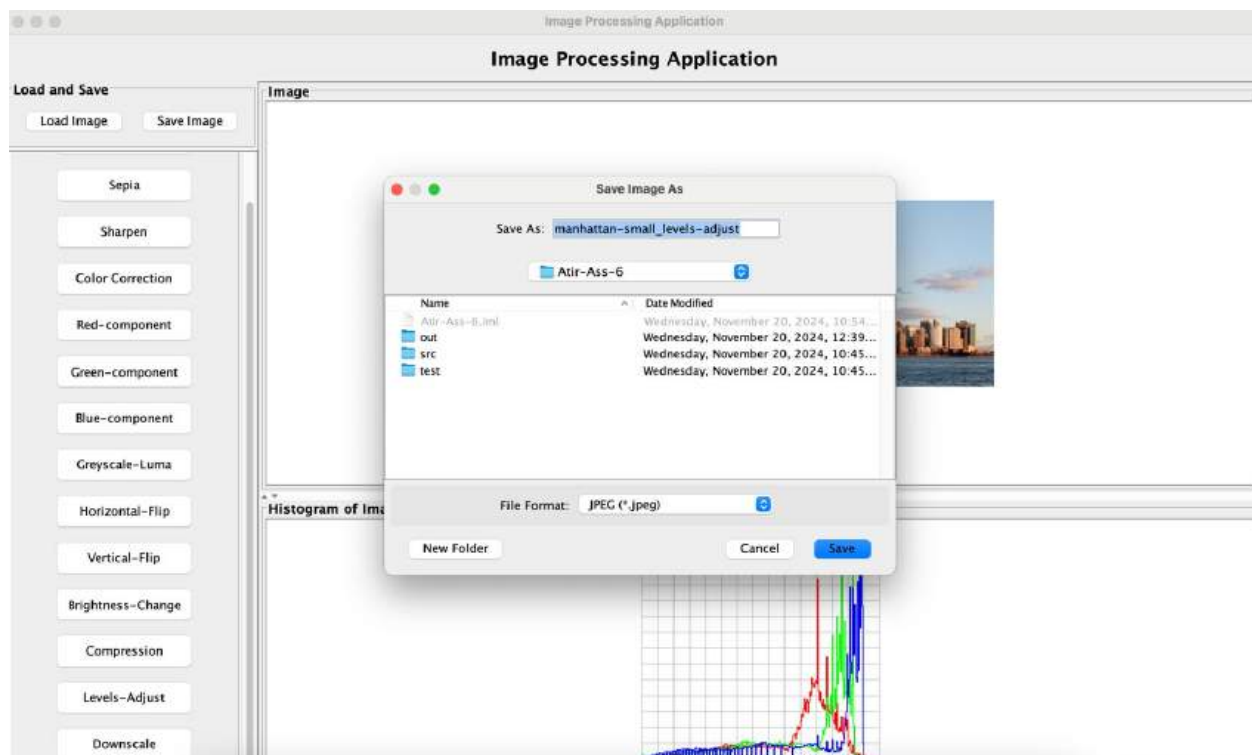 Image Processing Application
Image Processing Application
Load and Save
Load Image Save Image
Image
Sepia
Sharpen
Color Correction
Red-component
Green-component
Blue-component
Greyscale-Luma
Horizontal-Flip
Vertical-Flip
Brightness-Change
Compression
Levels-Adjust
Downscale
Save Image As
Save As: manhattan-small_levels-adjust
Atir-Ass-6
Name Date Modified
Atir-Ass-6.iml Wednesday, November 20, 2024, 10:54...
out Wednesday, November 20, 2024, 12:39...
src Wednesday, November 20, 2024, 10:45...
test Wednesday, November 20, 2024, 10:45...
File Format: JPEG (*.jpeg)
New Folder Cancel Save
Histogram of Ima